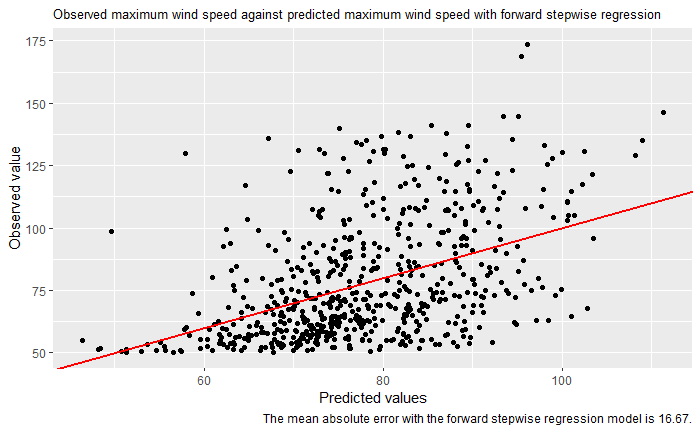 Observed maximum wind speed against predicted maximum wind speed with forward stepwise regression
175
150
125
100
75
50
Observed value
60 80 100
Predicted values
The mean absolute error with the forward stepwise regression model is 16.67.